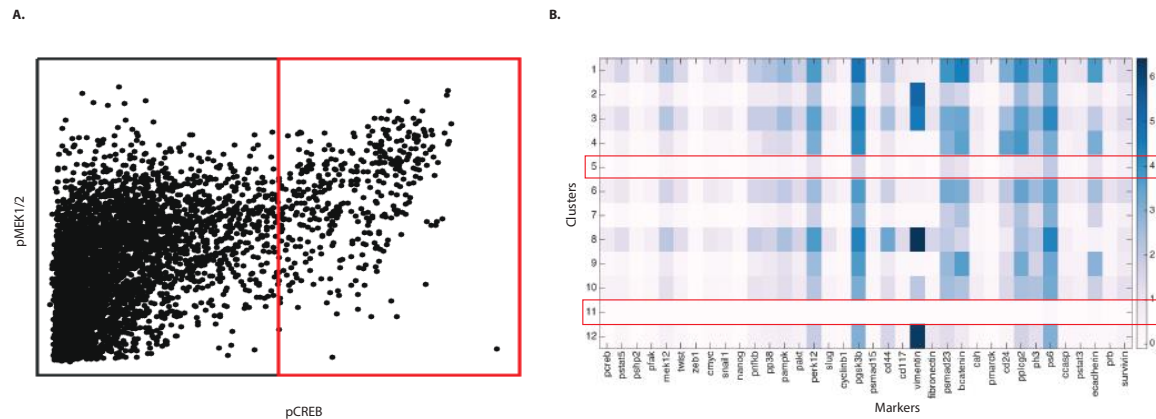 A.
B.
pMEK1/2
pCREB
Clusters
1
2
3
4
5
6
7
8
9
10
11
12
6
5
4
3
2
1
0
pcreb
pstat5
pshp2
pfak
mek12
twist
zeb1
cmyc
snail1
nanog
pnfkb
pp38
pampk
pakt
perk12
slug
cyclinb1
pgsk3b
psmad15
cd44
cd117
vimentin
fibronectin
psmad23
bcatenin
cah
pmarck
cd24
pplcg2
ph3
ps6
ccasp
pstat3
ecadherin
prb
survivin
Markers